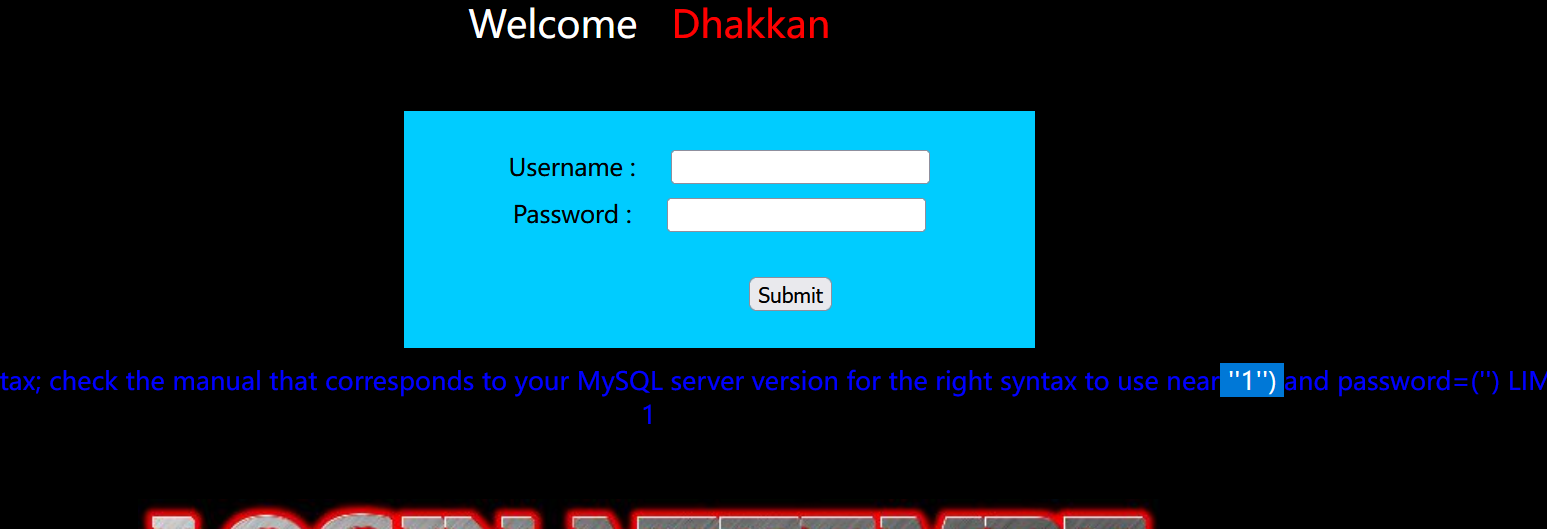 Welcome Dhakkan
Username :
Password :
Submit
tax; check the manual that corresponds to your MySQL server version for the right syntax to use near ''1'') and password=('') LIM
1